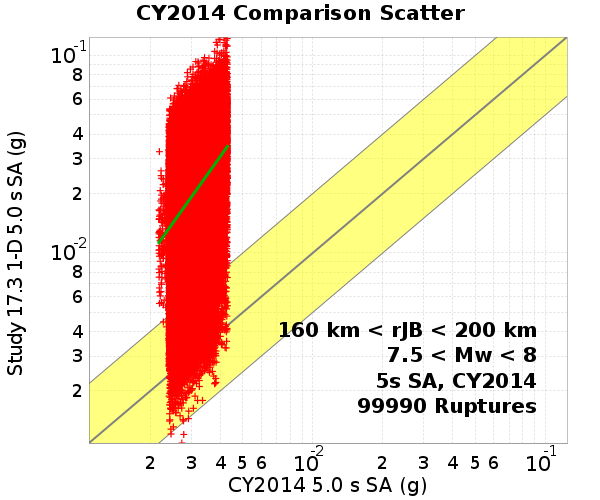 CY2014 Comparison Scatter
Study 17.3 1-D 5.0 s SA (g)
10-1
8
6
4
3
2
10-2
8
6
4
3
2
160 km < rJB < 200 km
7.5 < Mw < 8
5s SA, CY2014
99990 Ruptures
2 3 4 5 6 10-2 2 3 4 5 6 10-1
CY2014 5.0 s SA (g)